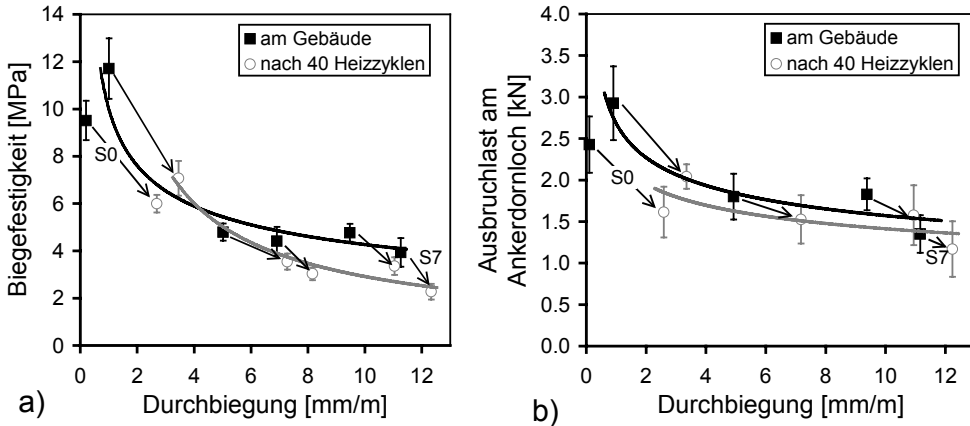 14
12
10
8
6
4
2
0
Biegefestigkeit [MPa]
am Gebäude
nach 40 Heizzyklen
S0
S7
0 2 4 6 8 10 12
Durchbiegung [mm/m]
a)
4.0
3.5
3.0
2.5
2.0
1.5
1.0
0.5
0.0
Ausbruchlast am
Ankerdornloch [kN]
am Gebäude
nach 40 Heizzyklen
S0
S7
0 2 4 6 8 10 12
Durchbiegung [mm/m]
b)